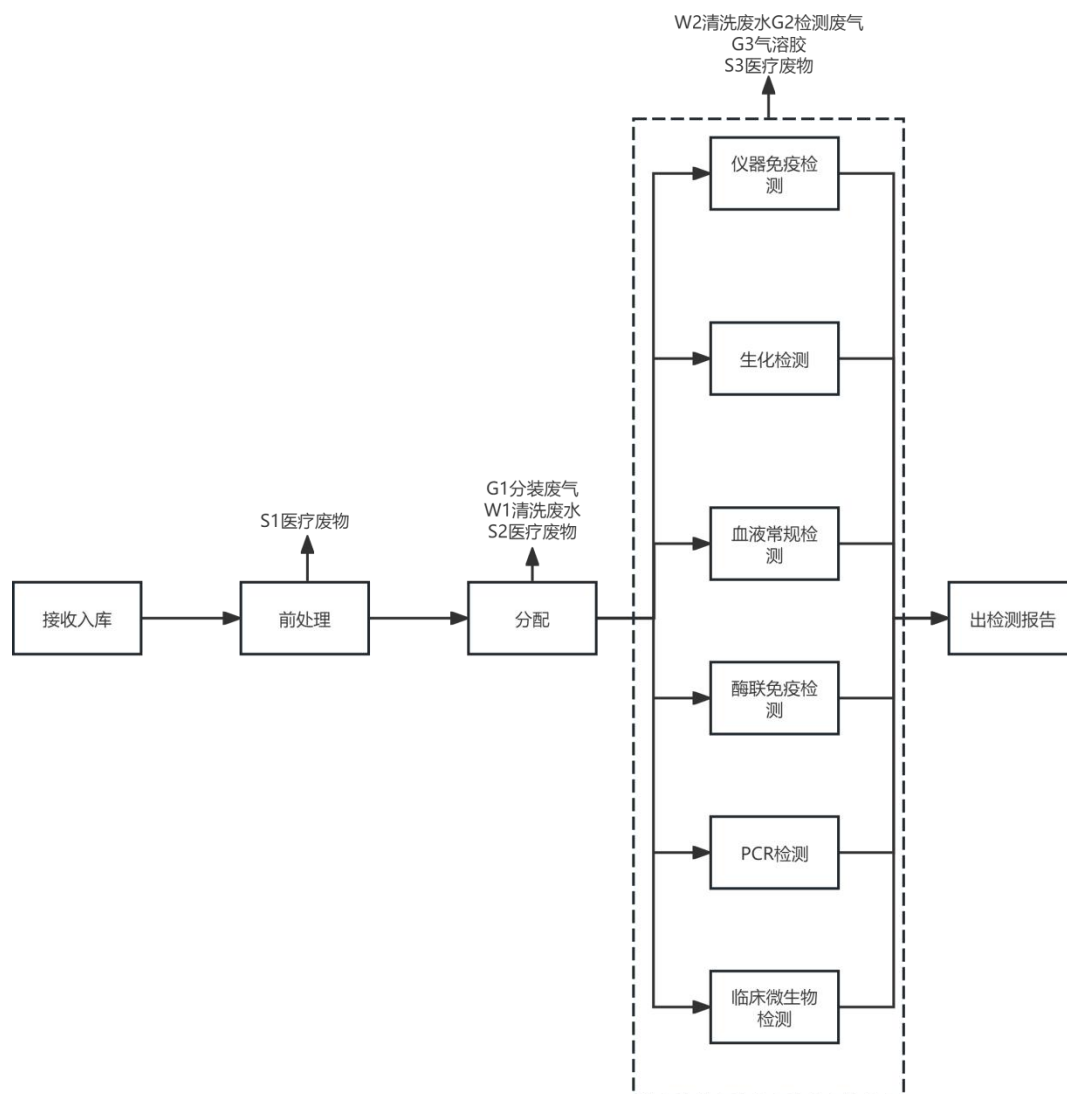 W2清洗废水G2检测废气
G3气溶胶
S3医疗废物
仪器免疫检
测
生化检测
G1分装废气
W1清洗废水
S2医疗废物
S1医疗废物
血液常规检
测
接收入库
前处理
分配
出检测报告
酶联免疫检
测
PCR检测
临床微生物
检测